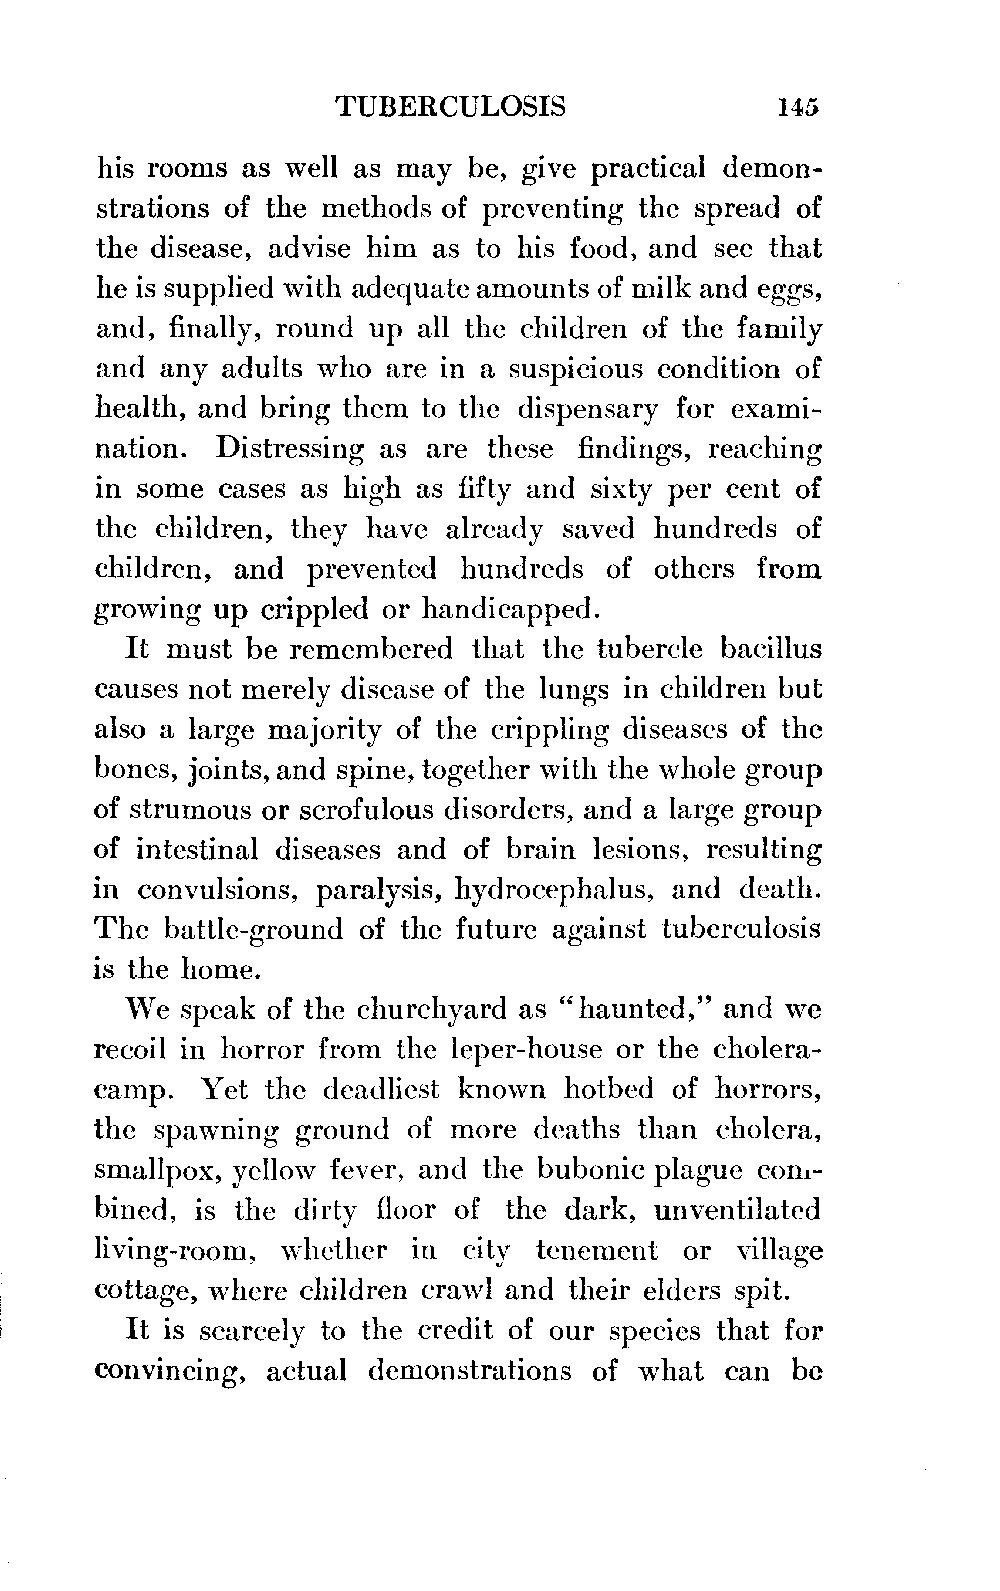 TUBERCULOSIS 145
his rooms as well as may be, give practical demon-
strations of the methods of preventing the spread of
the disease, advise him as to his food, and see that
he is supplied with adequate amounts of milk and eggs,
and, finally, round up all the children of the family
and any adults who are in a suspicious condition of
health, and bring them to the dispensary for exami-
nation. Distressing as are these findings, reaching
in some cases as high as fifty and sixty per cent of
the children, they have already saved hundreds of
children, and prevented hundreds of others from
growing up crippled or handicapped.
It must be remembered that the tubercle bacillus
causes not merely disease of the lungs in children but
also a large majority of the crippling diseases of the
bones, joints, and spine, together with the whole group
of strumous or scrofulous disorders, and a large group
of intestinal diseases and of brain lesions, resulting
in convulsions, paralysis, hydrocephalus, and death.
The battle-ground of the future against tuberculosis
is the home.
We speak of the churchyard as “haunted,” and we
recoil in horror from the leper-house or the cholera-
camp. Yet the deadliest known hotbed of horrors,
the spawning ground of more deaths than cholera,
smallpox, yellow fever, and the bubonic plague com-
bined, is the dirty floor of the dark, unventilated
living-room, whether in city tenement or village
cottage, where children crawl and their elders spit.
It is scarcely to the credit of our species that for
convincing, actual demonstrations of what can be